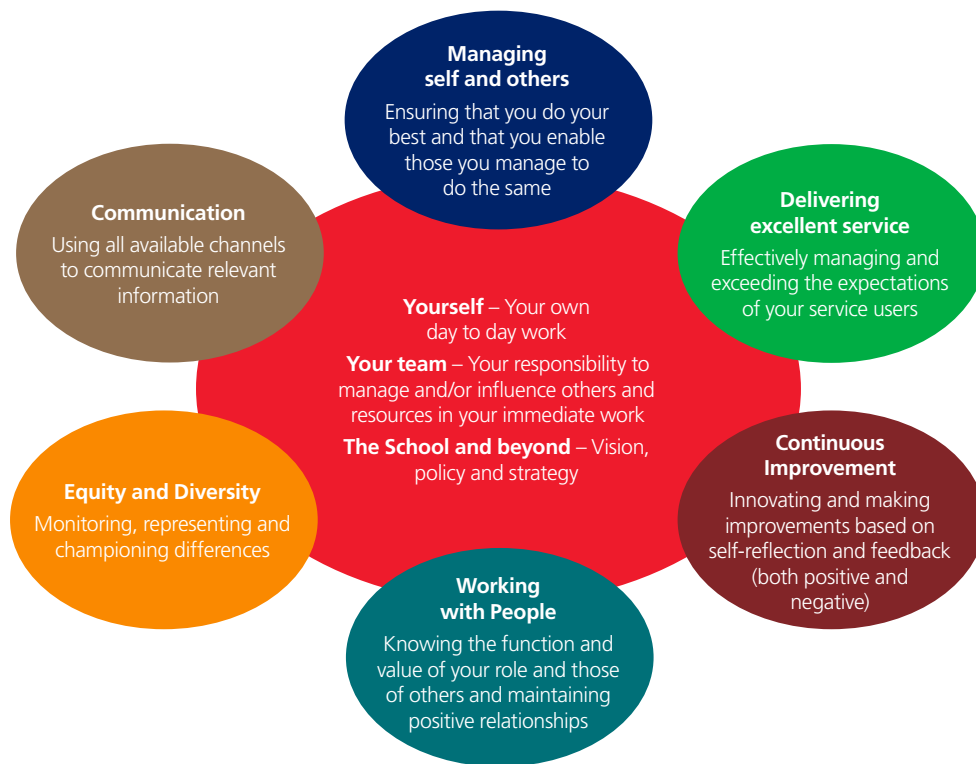 Managing
self and others
Ensuring that you do your
best and that you enable
those you manage to
do the same
Communication
Using all available channels
to communicate relevant
information
Delivering
excellent service
Effectively managing and
exceeding the expectations
of your service users
Yourself – Your own
day to day work
Your team – Your responsibility to
manage and/or influence others and
resources in your immediate work
The School and beyond – Vision,
policy and strategy
Equity and Diversity
Monitoring, representing and
championing differences
Continuous
Improvement
Innovating and making
improvements based on
self-reflection and feedback
(both positive and
negative)
Working
with People
Knowing the function and
value of your role and those
of others and maintaining
positive relationships